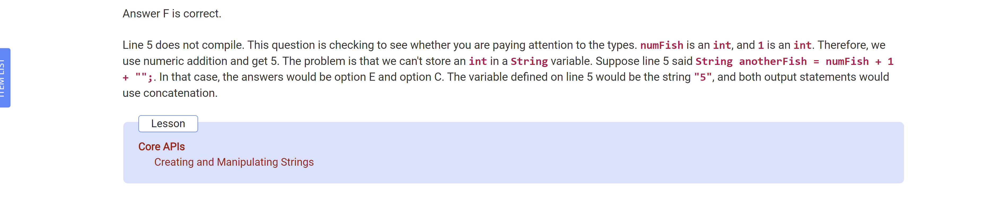 Answer F is correct.
Line 5 does not compile. This question is checking to see whether you are paying attention to the types. numFish is an int, and 1 is an int. Therefore, we
use numeric addition and get 5. The problem is that we can't store an int in a String variable. Suppose line 5 said String anotherFish = numFish + 1
+ "";. In that case, the answers would be option E and option C. The variable defined on line 5 would be the string "5", and both output statements would
use concatenation.
ITEM LIST
Lesson
Core APIs
Creating and Manipulating Strings